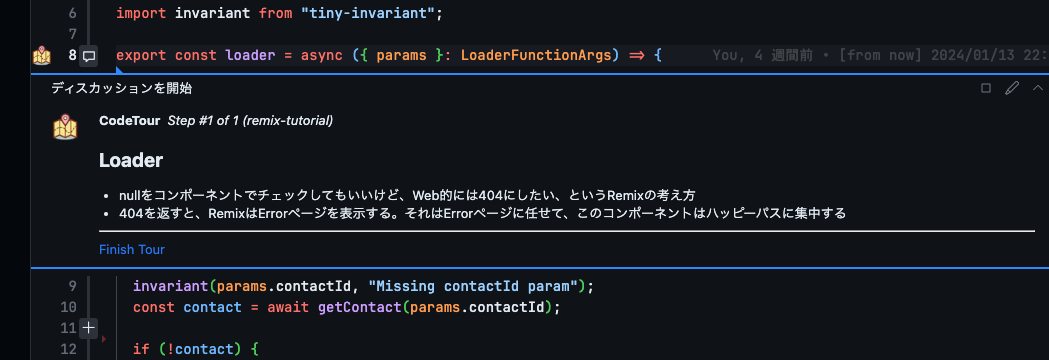 6 import invariant from "tiny-invariant";
7
8 export const loader = async ({ params }: LoaderFunctionArgs) => { You, 4 週間前 • [from now] 2024/01/13 22:
ディスカッションを開始
CodeTour Step #1 of 1 (remix-tutorial)
Loader
• nullをコンポーネントでチェックしてもいいけど、Web的には404にしたい、というRemixの考え方
• 404を返すと、RemixはErrorページを表示する。それはErrorページに任せて、このコンポーネントはハッピーパスに集中する
Finish Tour
9 invariant(params.contactId, "Missing contactId param");
10 const contact = await getContact(params.contactId);
11
12 if (!contact) {